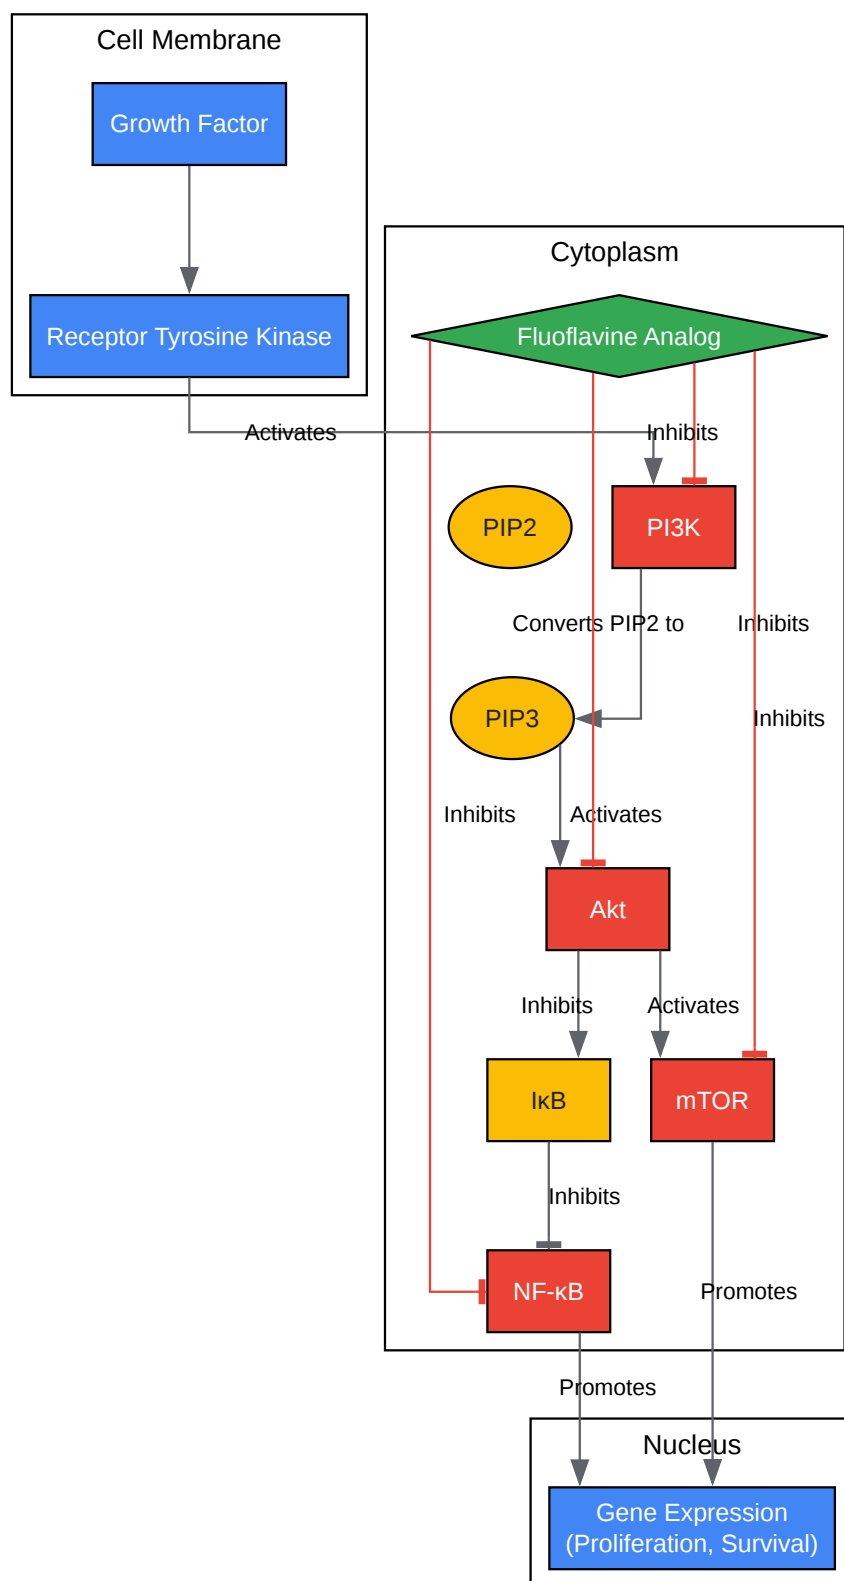 Cell Membrane
Growth Factor
Cytoplasm
Receptor Tyrosine Kinase
Fluoflavine Analog
Activates
Inhibits
PIP2
PI3K
Converts PIP2 to
Inhibits
PIP3
Inhibits
Inhibits
Activates
Akt
Inhibits
Activates
IκB
mTOR
Inhibits
NF-κB
Promotes
Promotes
Nucleus
Gene Expression
(Proliferation, Survival)